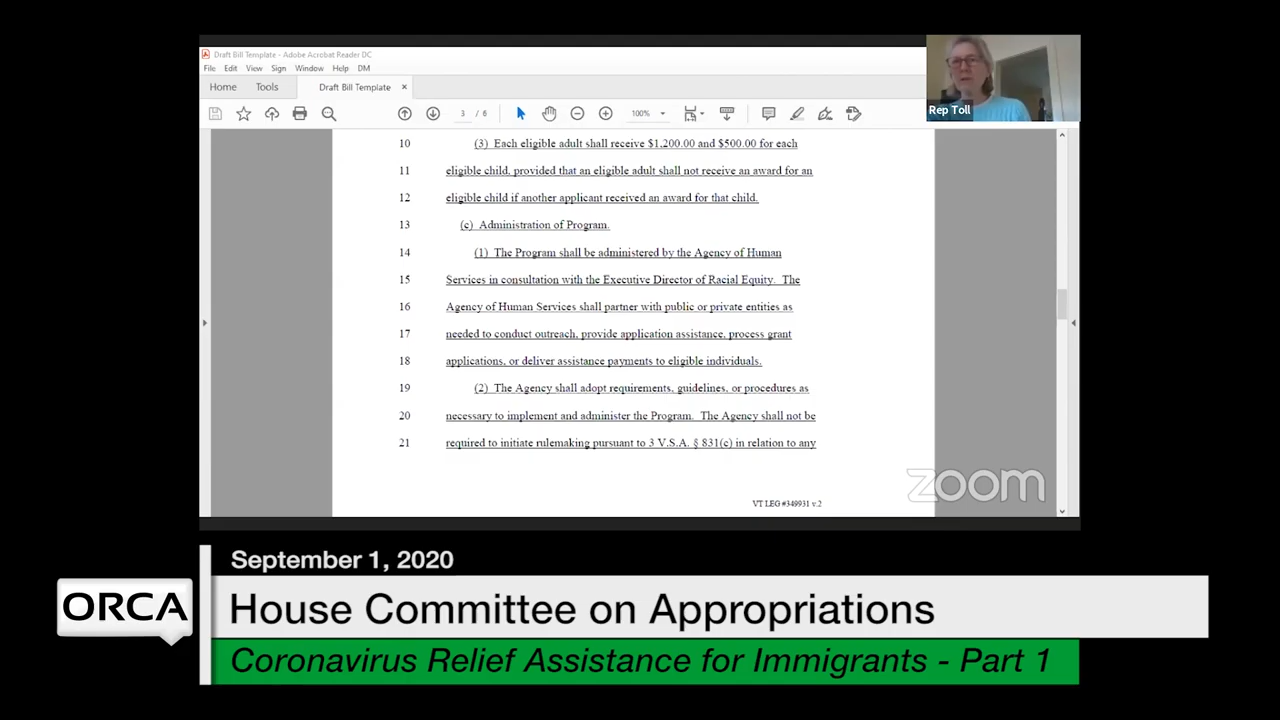 Draft Bill Template - Adobe Acrobat Reader DC
File Edit View Sign Window Help DM
Home Tools Draft Bill Template ×
3 / 6 100%
Rep Toll
10 (3) Each eligible adult shall receive $1,200.00 and $500.00 for each
11 eligible child, provided that an eligible adult shall not receive an award for an
12 eligible child if another applicant received an award for that child.
13 (c) Administration of Program.
14 (1) The Program shall be administered by the Agency of Human
15 Services in consultation with the Executive Director of Racial Equity. The
16 Agency of Human Services shall partner with public or private entities as
17 needed to conduct outreach, provide application assistance, process grant
18 applications, or deliver assistance payments to eligible individuals.
19 (2) The Agency shall adopt requirements, guidelines, or procedures as
20 necessary to implement and administer the Program. The Agency shall not be
21 required to initiate rulemaking pursuant to 3 V.S.A. § 831(c) in relation to any
VT LEG #349931 v.2
zoom
September 1, 2020
ORCA
House Committee on Appropriations
Coronavirus Relief Assistance for Immigrants - Part 1